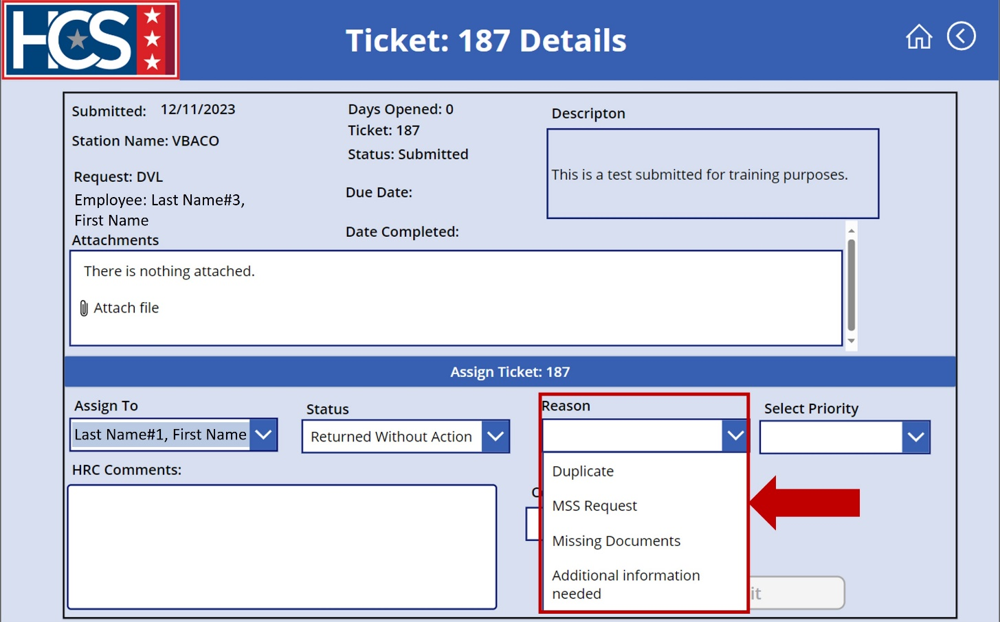 HCS
Ticket: 187 Details
Submitted: 12/11/2023
Station Name: VBACO
Request: DVL
Employee: Last Name#3,
First Name
Days Opened: 0
Ticket: 187
Status: Submitted
Due Date:
Date Completed:
Descripton
This is a test submitted for training purposes.
Attachments
There is nothing attached.
Attach file
Assign Ticket: 187
Assign To
Last Name#1, First Name
Status
Returned Without Action
Reason
Duplicate
MSS Request
Missing Documents
Additional information
needed
Select Priority
HRC Comments: